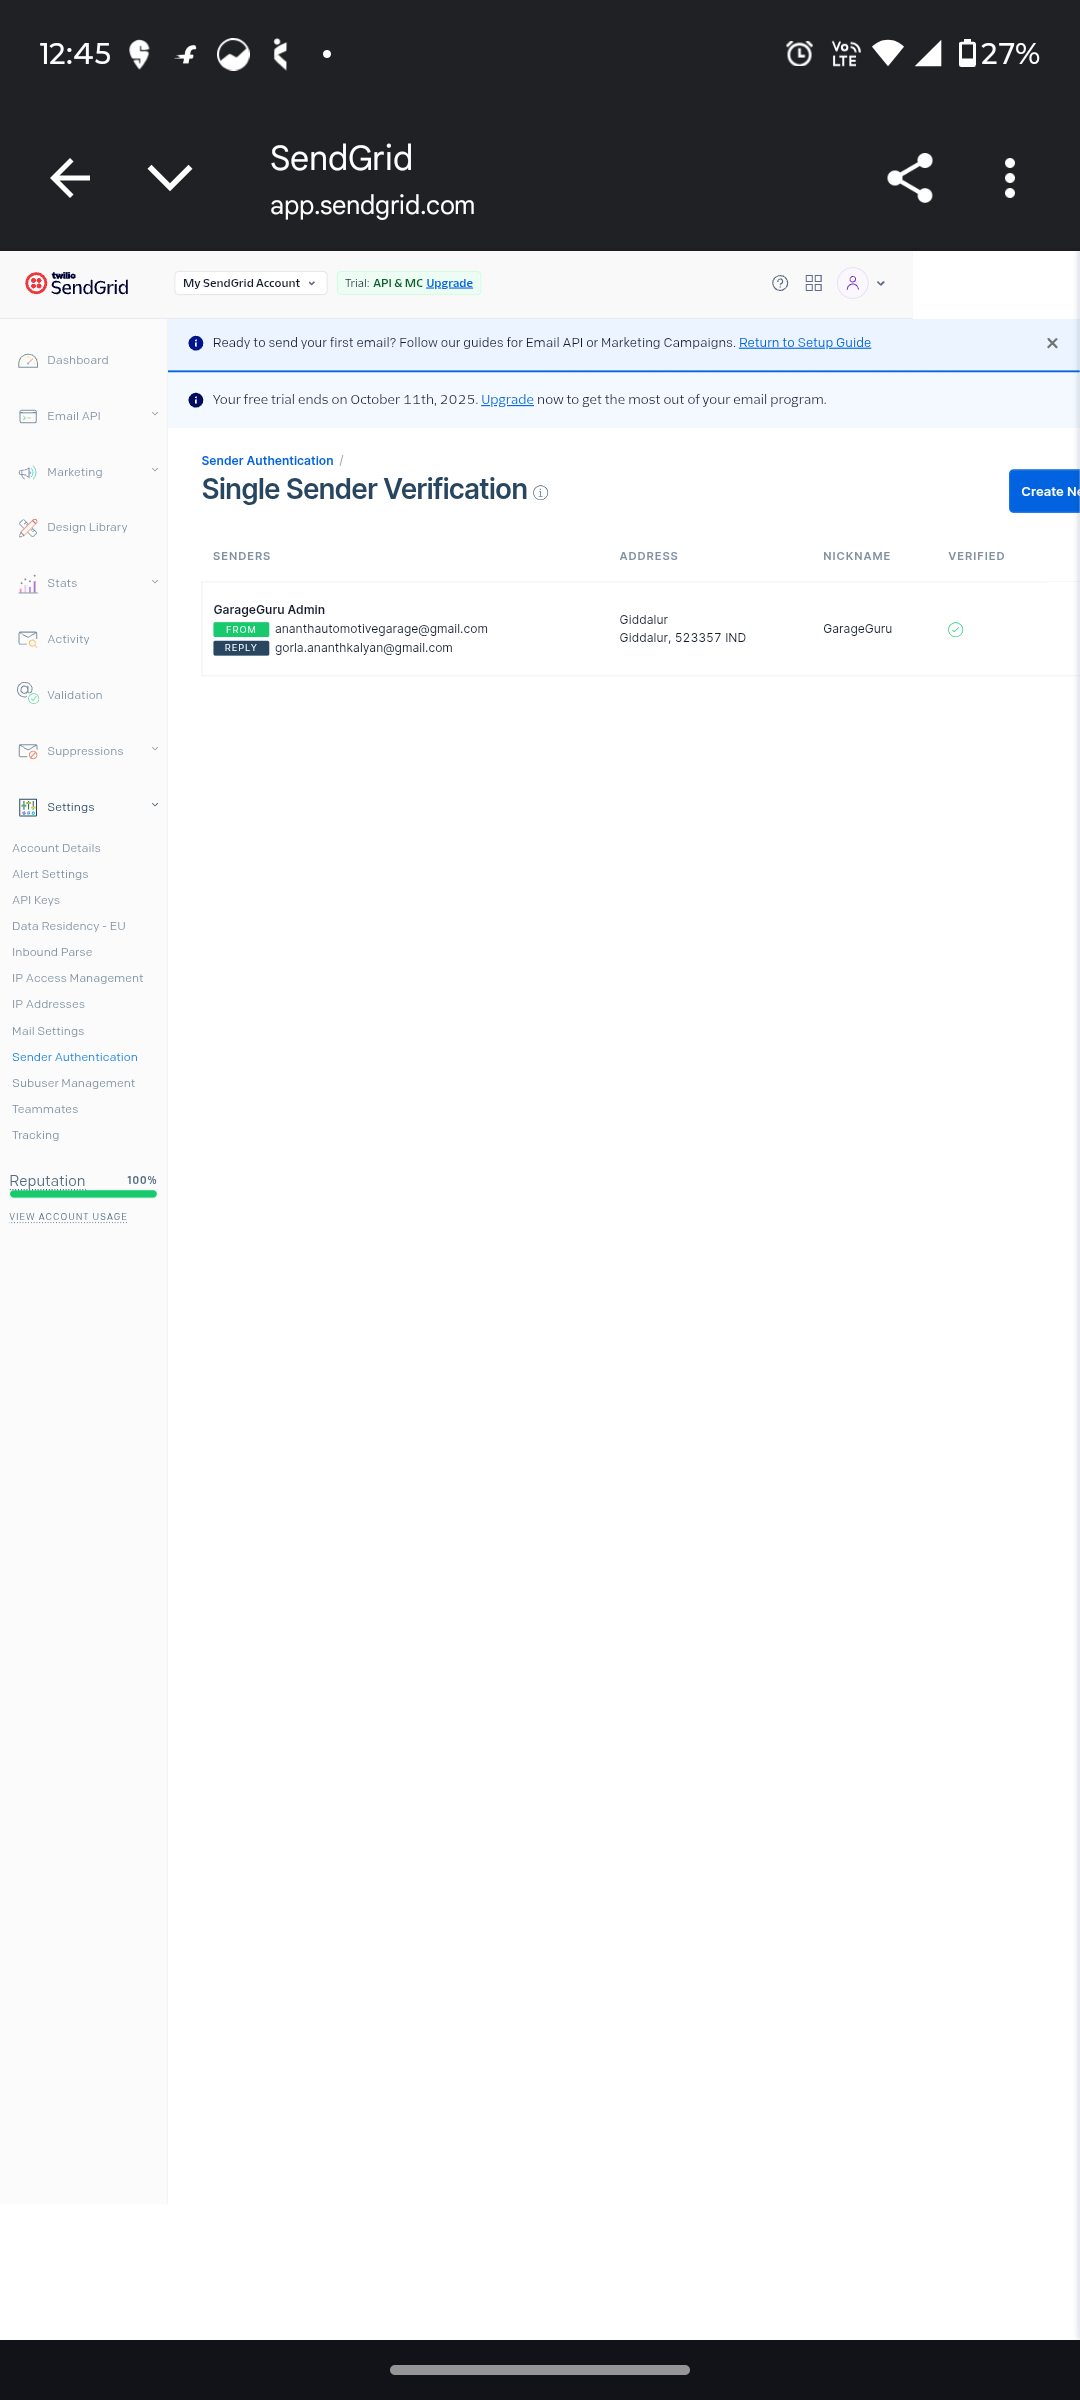 12:45
Vo LTE
27%
SendGrid
app.sendgrid.com
twilio
SendGrid
My SendGrid Account
Trial: API & MC Upgrade
Dashboard
Email API
Marketing
Design Library
Stats
Activity
Validation
Suppressions
Settings
Account Details
Alert Settings
API Keys
Data Residency - EU
Inbound Parse
IP Access Management
IP Addresses
Mail Settings
Sender Authentication
Subuser Management
Teammates
Tracking
Reputation 100%
VIEW ACCOUNT USAGE
Ready to send your first email? Follow our guides for Email API or Marketing Campaigns. Return to Setup Guide
Your free trial ends on October 11th, 2025. Upgrade now to get the most out of your email program.
Sender Authentication /
Single Sender Verification
Create Ne
SENDERS ADDRESS NICKNAME VERIFIED
GarageGuru Admin
FROM ananthautomotivegarage@gmail.com
REPLY gorla.ananthkalyan@gmail.com
Giddalur
Giddalur, 523357 IND
GarageGuru